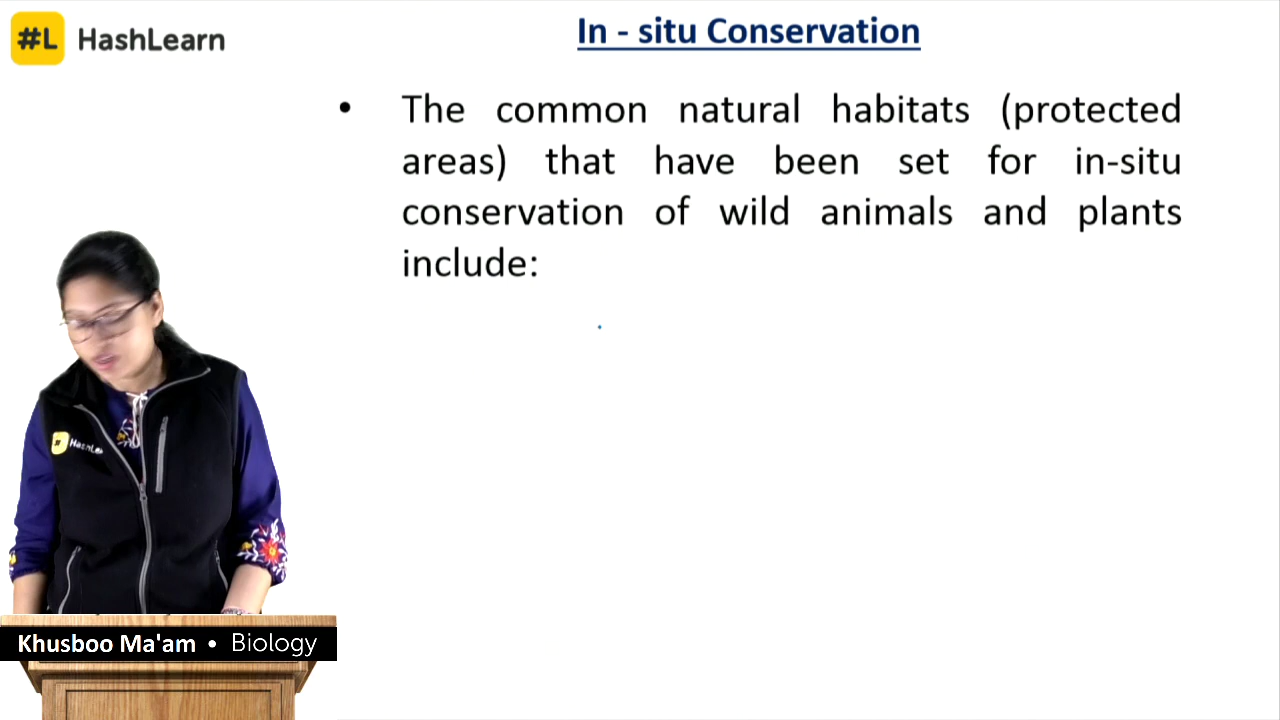 #L HashLearn
In - situ Conservation
• The common natural habitats (protected
areas) that have been set for in-situ
conservation of wild animals and plants
include:
# HashLe
Khusboo Ma'am • Biology